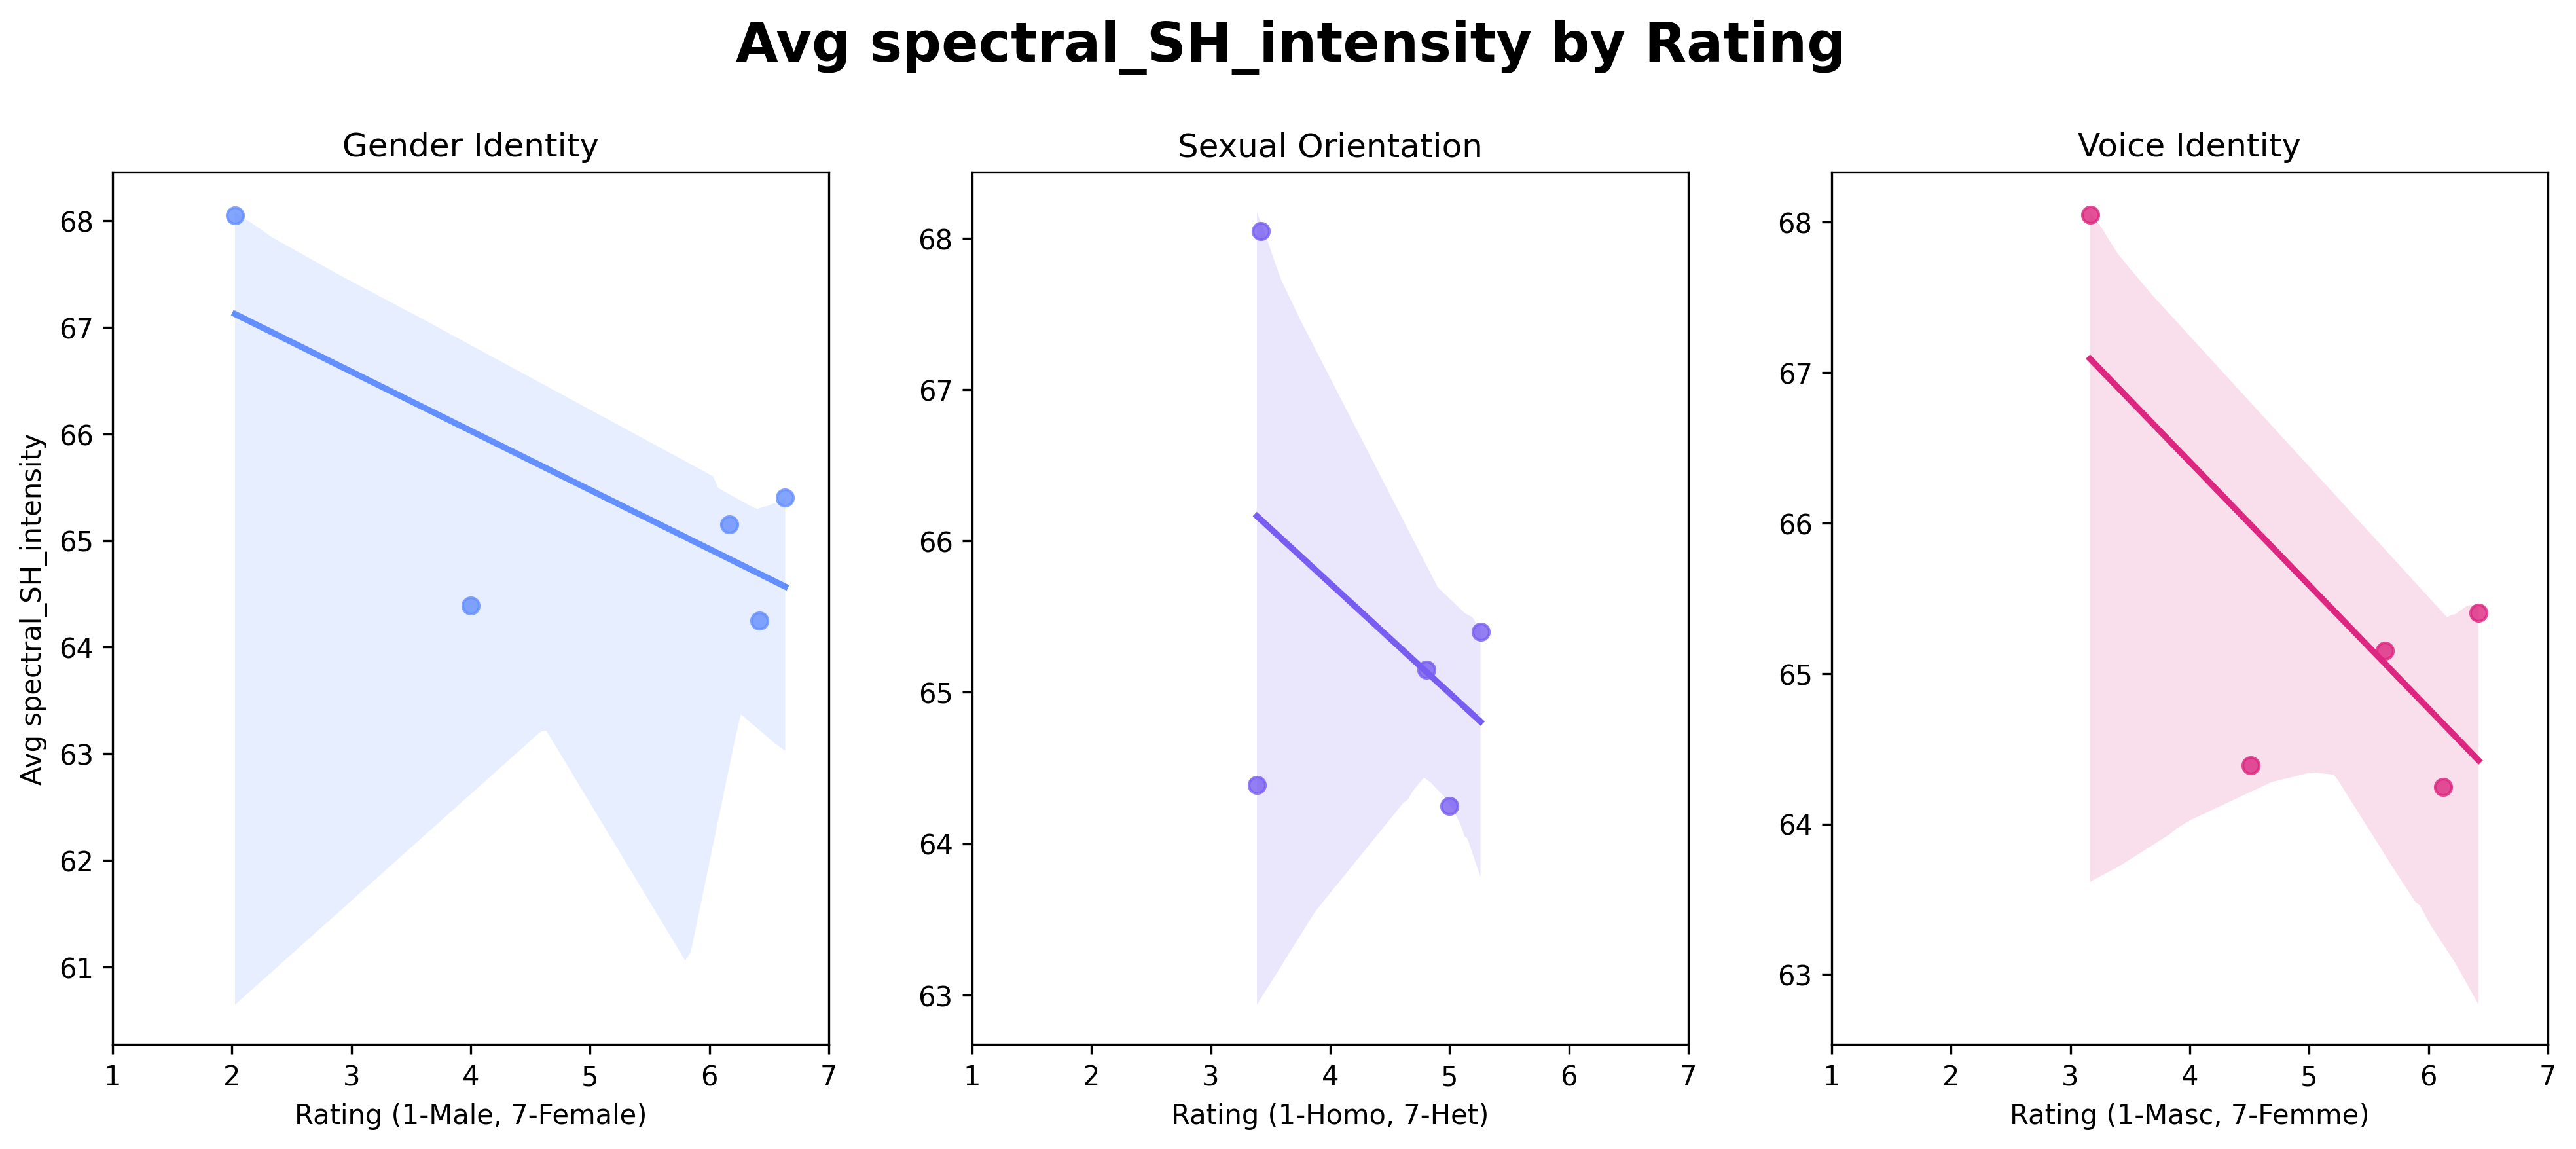 Avg spectral_SH_intensity by Rating
Gender Identity
Avg spectral_SH_intensity
68
67
66
65
64
63
62
61
1 2 3 4 5 6 7
Rating (1-Male, 7-Female)
Sexual Orientation
68
67
66
65
64
63
1 2 3 4 5 6 7
Rating (1-Homo, 7-Het)
Voice Identity
68
67
66
65
64
63
1 2 3 4 5 6 7
Rating (1-Masc, 7-Femme)